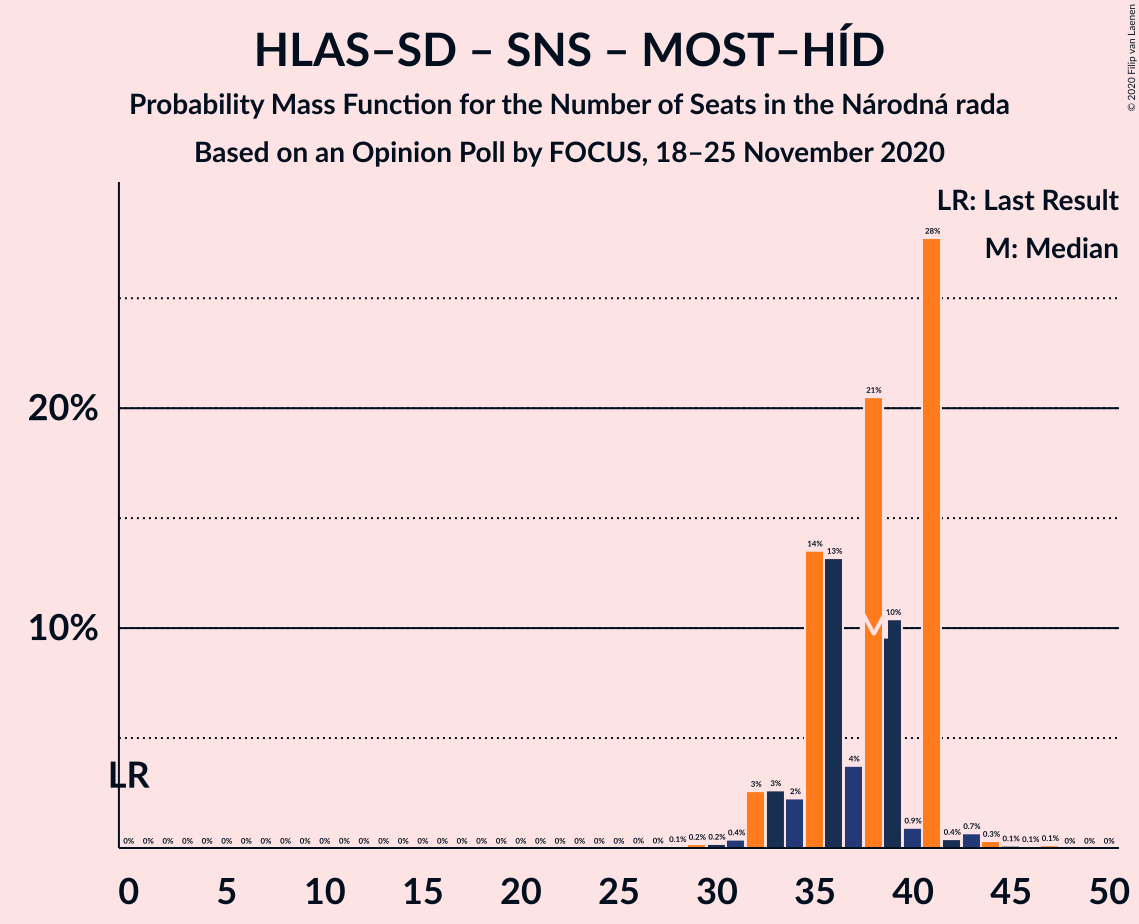 HLAS–SD – SNS – MOST–HÍD
Probability Mass Function for the Number of Seats in the Národná rada
Based on an Opinion Poll by FOCUS, 18–25 November 2020
© 2020 Filip van Laenen
LR: Last Result
M: Median
20%
10%
LR
M
0% 0% 0% 0% 0% 0% 0% 0% 0% 0% 0% 0% 0% 0% 0% 0% 0% 0% 0% 0% 0% 0% 0% 0% 0% 0% 0% 0% 0.1% 0.2% 0.2% 0.4% 3% 3% 2% 14% 13% 4% 21% 10% 0.9% 28% 0.4% 0.7% 0.3% 0.1% 0.1% 0.1% 0% 0% 0%
0 5 10 15 20 25 30 35 40 45 50